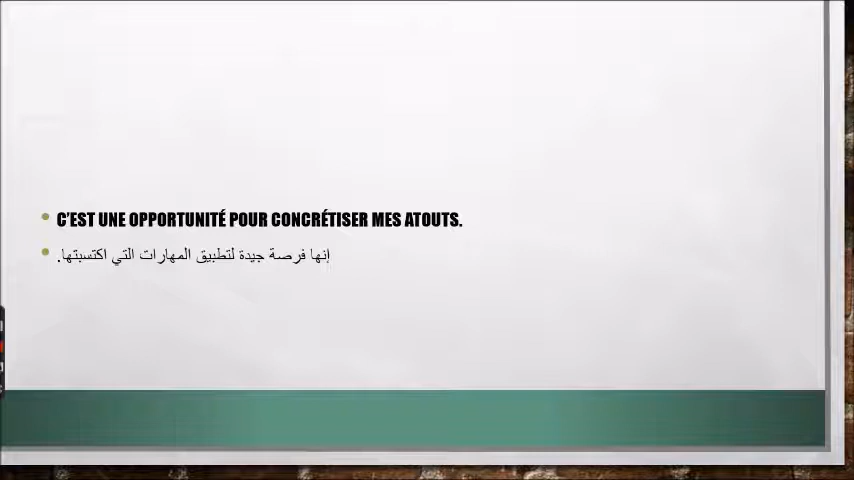 C'EST UNE OPPORTUNITÉ POUR CONCRÉTISER MES ATOUTS.
إنها فرصة جيدة لتطبيق المهارات التي اكتسبتها.